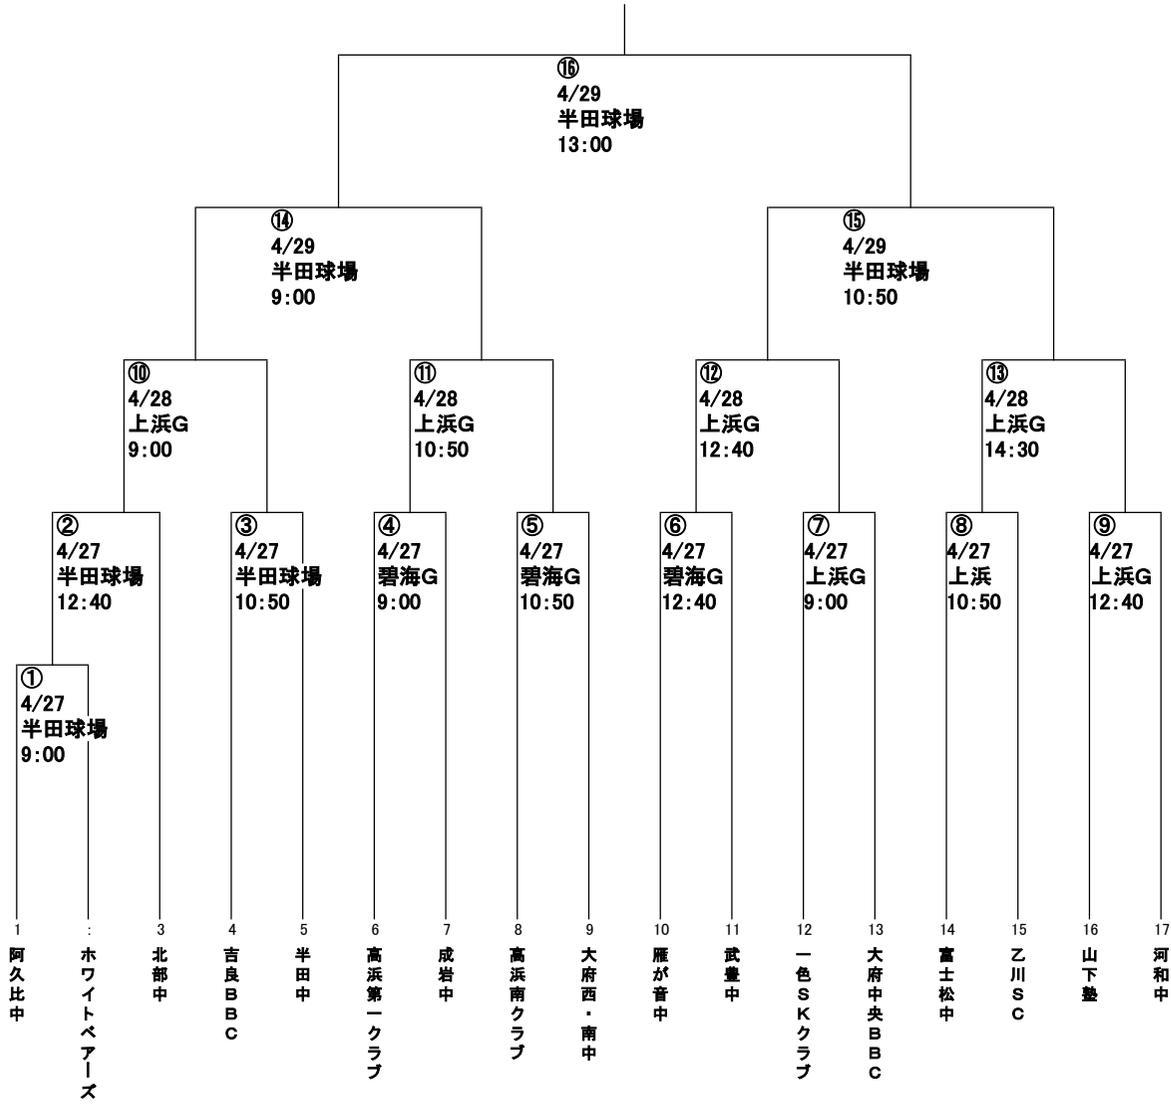 ⑯
4/29
半田球場
13:00
⑭
4/29
半田球場
9:00
⑮
4/29
半田球場
10:50
⑩
4/28
上浜G
9:00
⑪
4/28
上浜G
10:50
⑫
4/28
上浜G
12:40
⑬
4/28
上浜G
14:30
②
4/27
半田球場
12:40
③
4/27
半田球場
10:50
④
4/27
碧海G
9:00
⑤
4/27
碧海G
10:50
⑥
4/27
碧海G
12:40
⑦
4/27
上浜G
9:00
⑧
4/27
上浜
10:50
⑨
4/27
上浜G
12:40
①
4/27
半田球場
9:00
1
阿久比中
:
ホワイトベアーズ
3
北部中
4
吉良BBC
5
半田中
6
高浜第一クラブ
7
成岩中
8
高浜南クラブ
9
大府西・南中
10
雁が音中
11
武豊中
12
一色SKクラブ
13
大府中央BBC
14
富士松中
15
乙川SC
16
山下塾
17
河和中